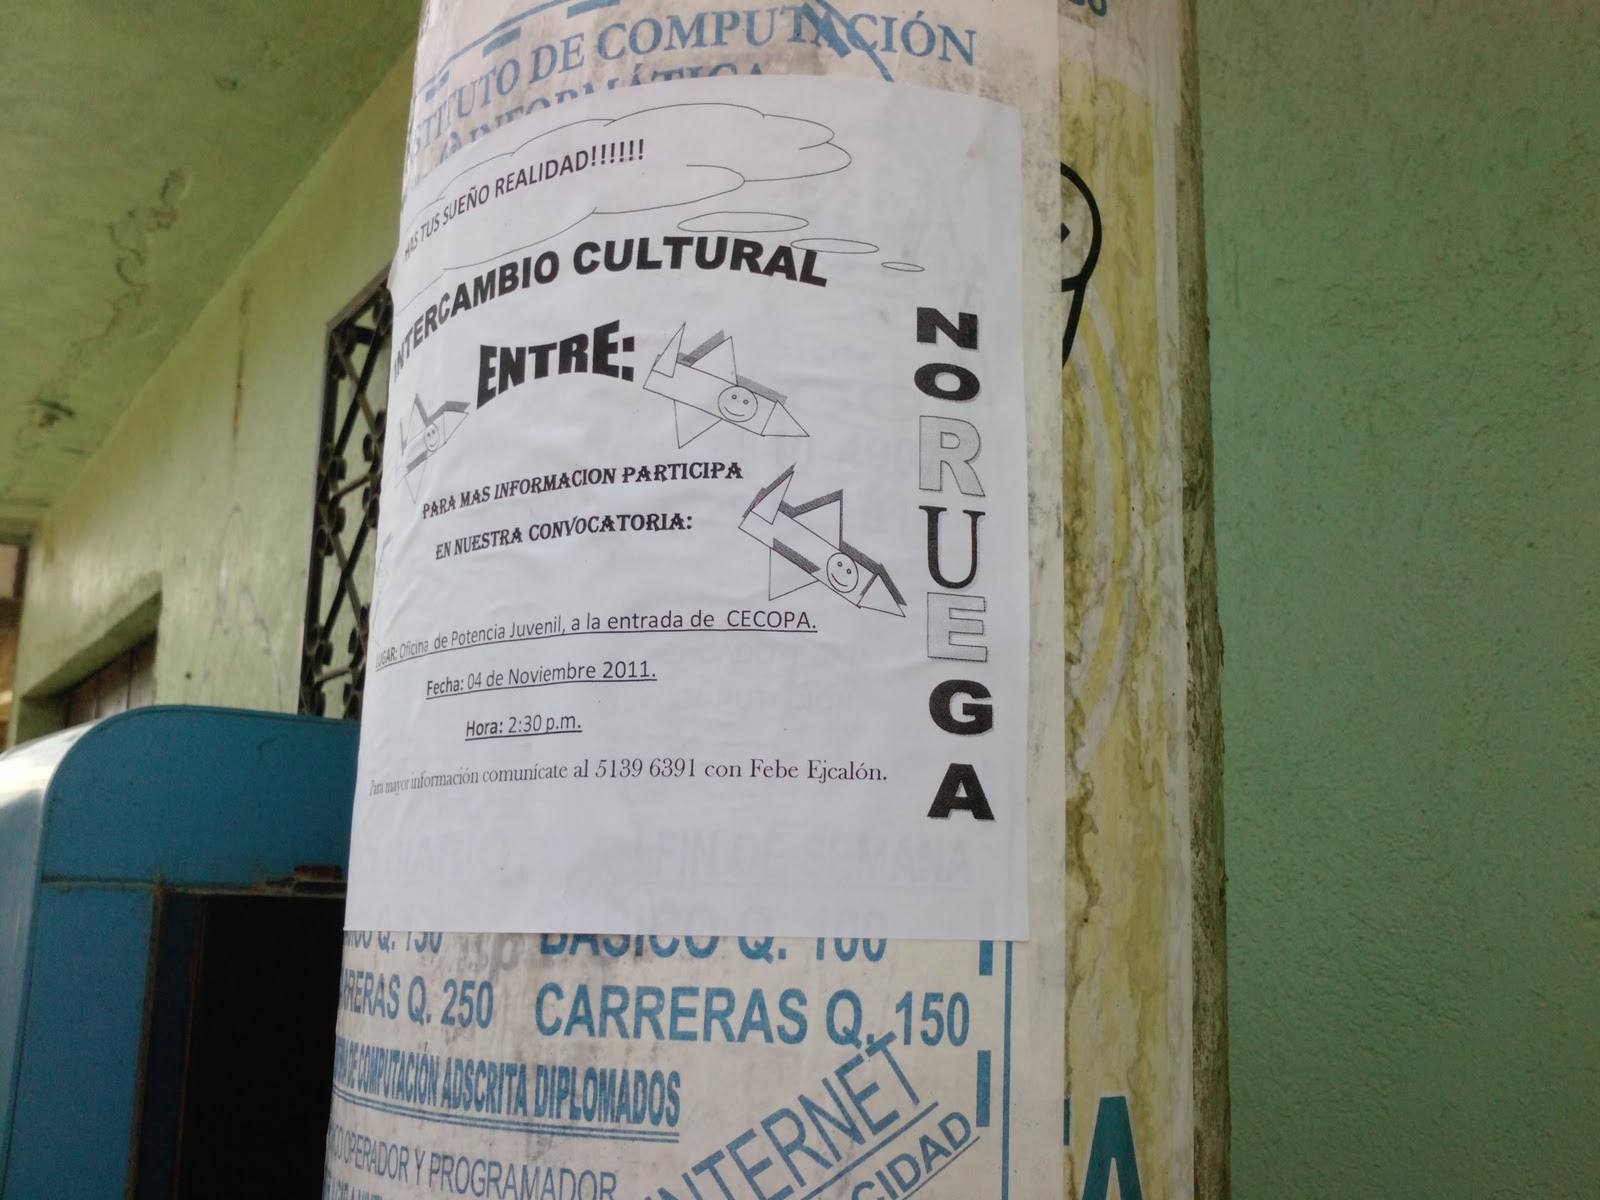 INSTITUTO DE COMPUTACIÓN
INFORMÁTICA
HAS TUS SUEÑO REALIDAD!!!!!!
INTERCAMBIO CULTURAL
ENTRE:
NORUEGA
PARA MAS INFORMACION PARTICIPA
EN NUESTRA CONVOCATORIA:
LUGAR: Oficina de Potencia Juvenil, a la entrada de CECOPA.
Fecha: 04 de Noviembre 2011.
Hora: 2:30 p.m.
Para mayor información comunícate al 5139 6391 con Febe Ejcalón.
FIN DE SEMANA
Q. 150 BASICO Q. 100
CARRERAS Q. 250 CARRERAS Q. 150
DE COMPUTACIÓN ADSCRITA DIPLOMADOS
OPERADOR Y PROGRAMADOR
INTERNET